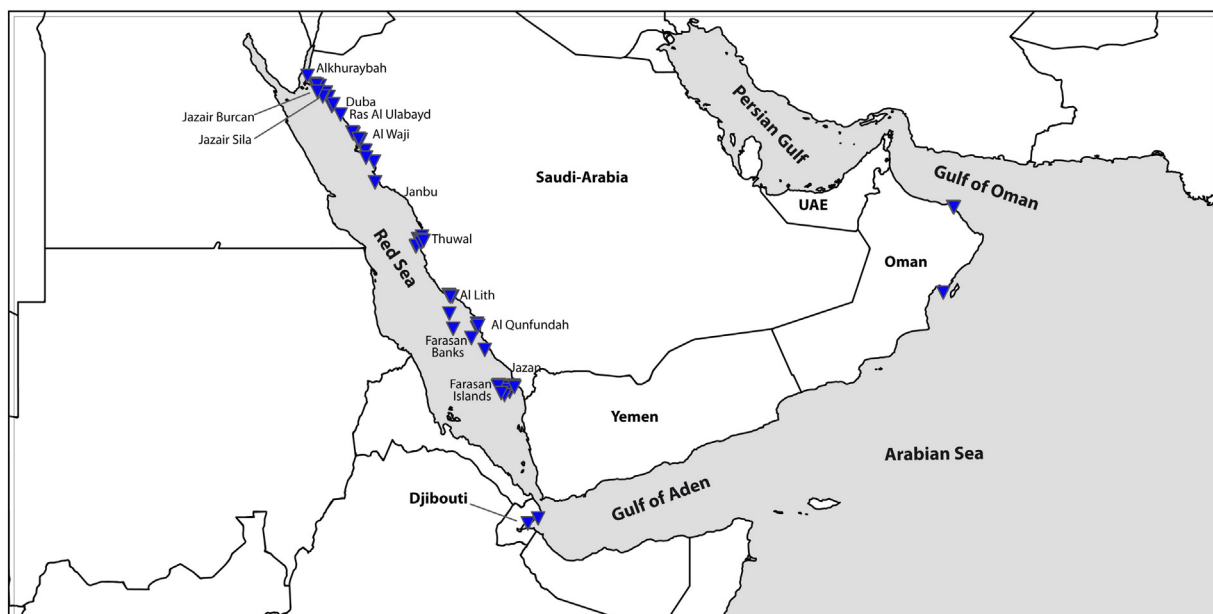 Alkhuraybah
Jazair Burcan
Duba
Ras Al Ulabayd
Jazair Sila
Al Waji
Janbu
Thuwal
Al Lith
Al Qunfundah
Farasan
Banks
Jazan
Farasan
Islands
Red Sea
Saudi-Arabia
Persian Gulf
UAE
Gulf of Oman
Oman
Yemen
Arabian Sea
Gulf of Aden
Djibouti